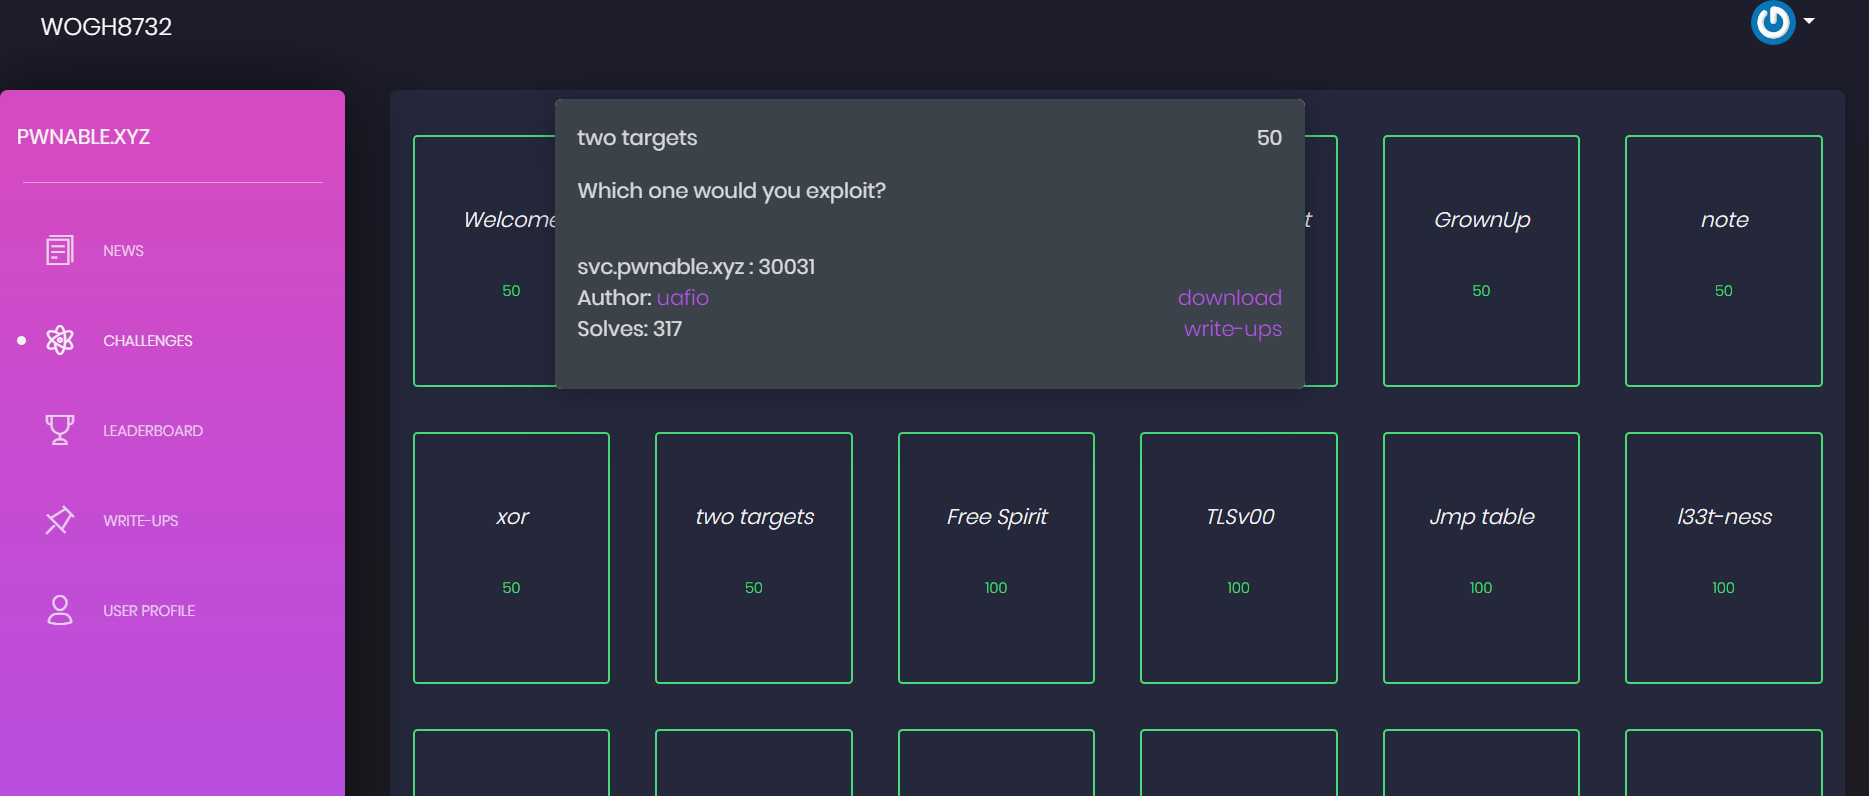 WOGH8732
PWNABLE.XYZ
NEWS
CHALLENGES
LEADERBOARD
WRITE-UPS
USER PROFILE
two targets 50
Which one would you exploit?
svc.pwnable.xyz : 30031
Author: uafio download
Solves: 317 write-ups
Welcome t GrownUp note
50 50 50
xor two targets Free Spirit TLSv00 Jmp table l33t-ness
50 50 100 100 100 100